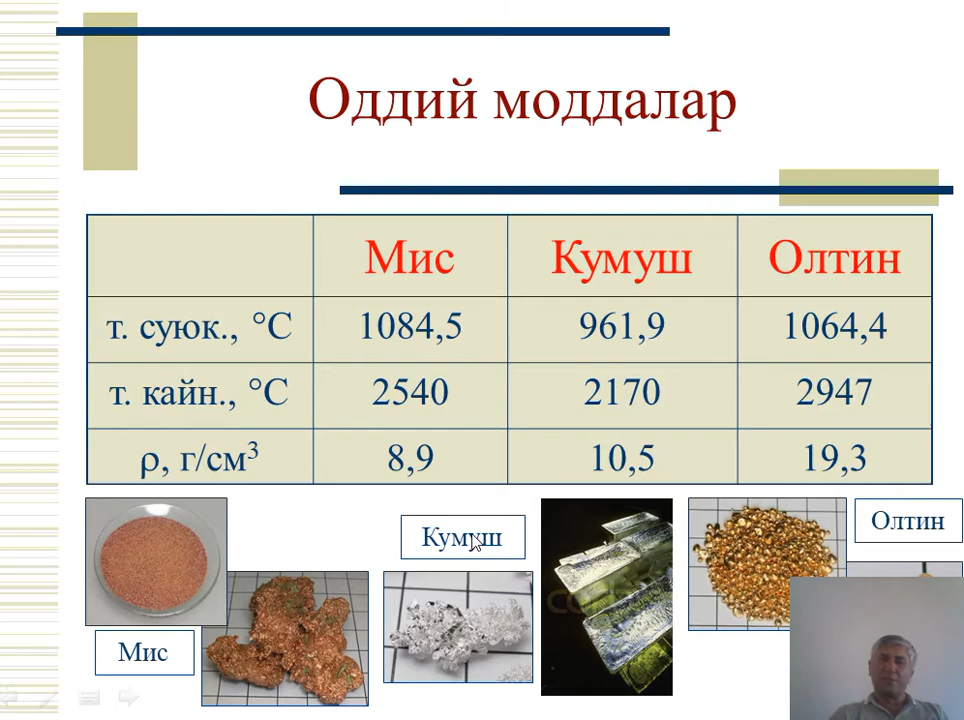 Оддий моддалар
Мис Кумуш Олтин
т. суюк., °С 1084,5 961,9 1064,4
т. кайн., °С 2540 2170 2947
ρ, г/см³ 8,9 10,5 19,3
Олтин
Кумуш
Мис